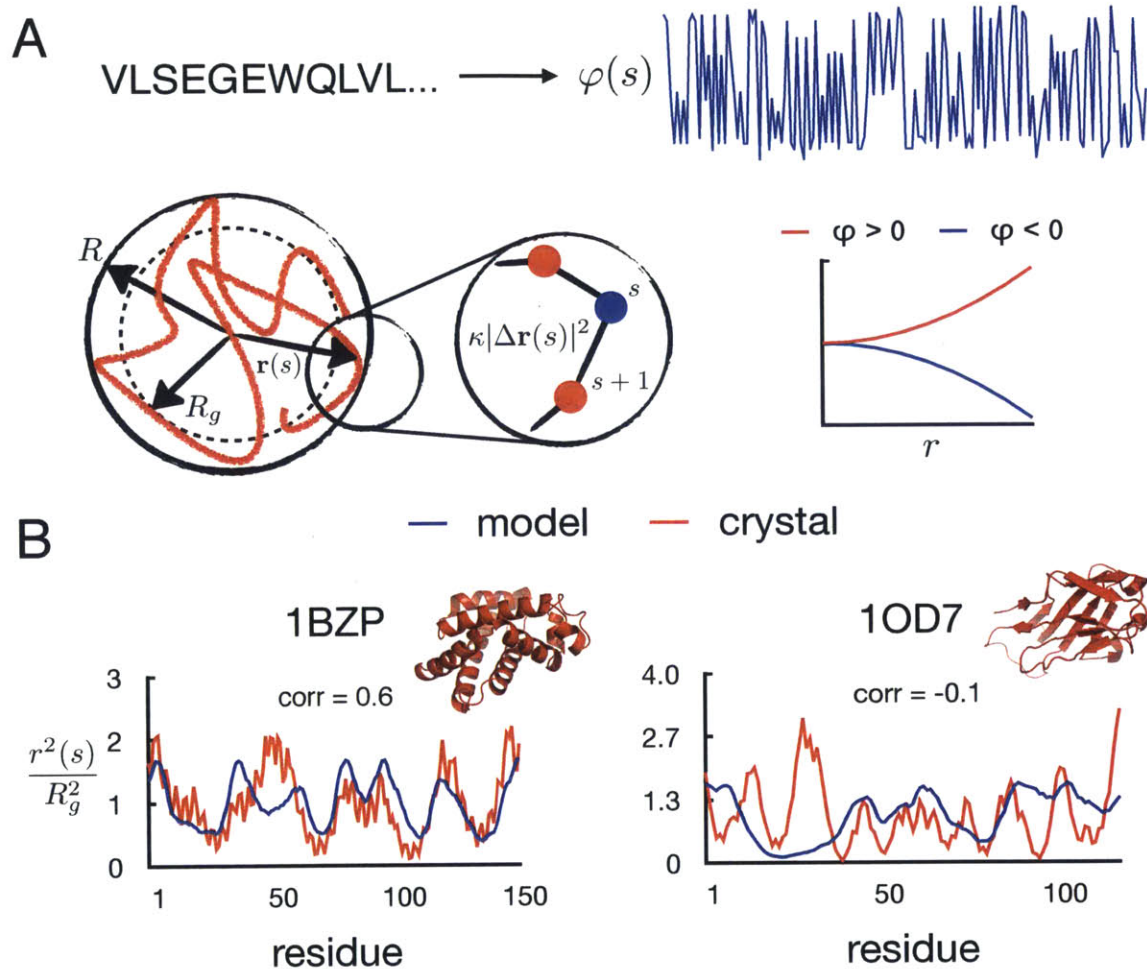 A
VLSEGEWQLVL... φ(s)
φ > 0 φ < 0
R
r(s)
R_g
κ|Δr(s)|²
s
s + 1
r
B
model crystal
1BZP
corr = 0.6
r²(s)
R_g²
3
2
1
0
1 50 100 150
residue
1OD7
corr = -0.1
4.0
2.7
1.3
0
1 50 100
residue